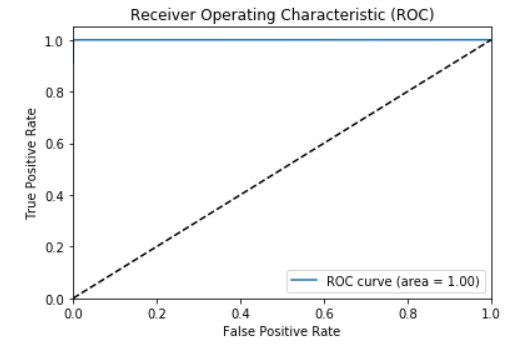 Receiver Operating Characteristic (ROC)
1.0
0.8
0.6
0.4
0.2
0.0
True Positive Rate
ROC curve (area = 1.00)
0.0 0.2 0.4 0.6 0.8 1.0
False Positive Rate